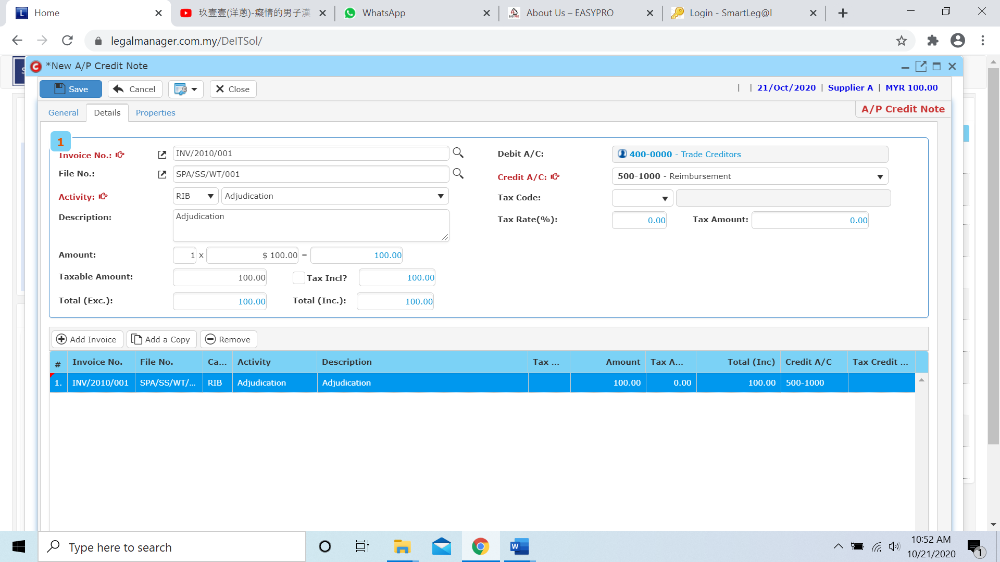 Home
玖壹壹(洋蔥)-癡情的男子漢
WhatsApp
About Us – EASYPRO
Login - SmartLeg@l
legalmanager.com.my/DeITSol/
*New A/P Credit Note
Save
Cancel
Close
| | 21/Oct/2020 | Supplier A | MYR 100.00
General
Details
Properties
A/P Credit Note
1
Invoice No.:
INV/2010/001
Debit A/C:
400-0000 - Trade Creditors
File No.:
SPA/SS/WT/001
Credit A/C:
500-1000 - Reimbursement
Activity:
RIB
Adjudication
Tax Code:
Description:
Adjudication
Tax Rate(%):
0.00
Tax Amount:
0.00
Amount:
1 x $ 100.00 = 100.00
Taxable Amount:
100.00
Tax Incl?
100.00
Total (Exc.):
100.00
Total (Inc.):
100.00
Add Invoice
Add a Copy
Remove
# Invoice No. File No. Ca... Activity Description Tax ... Amount Tax A... Total (Inc) Credit A/C Tax Credit ...
1. INV/2010/001 SPA/SS/WT/... RIB Adjudication Adjudication 100.00 0.00 100.00 500-1000
Type here to search
10:52 AM
10/21/2020
1